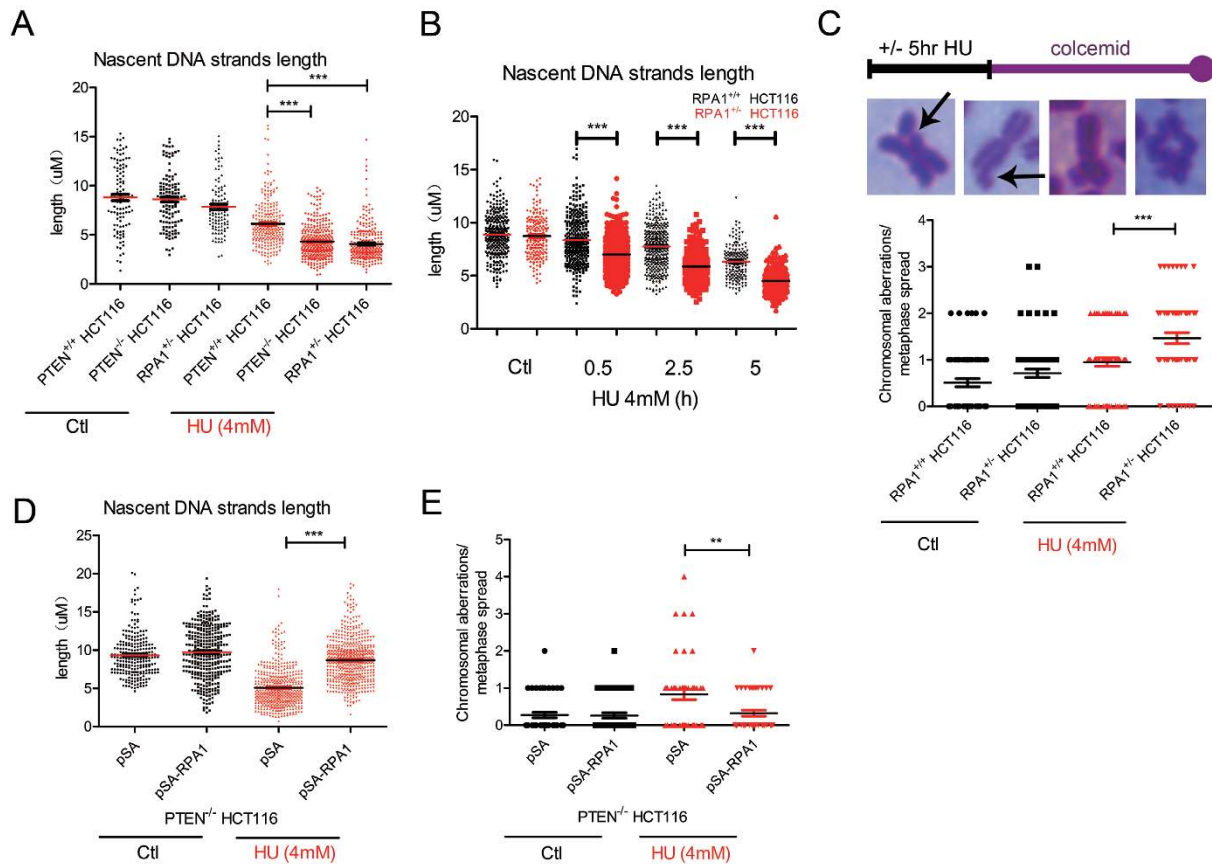 A
Nascent DNA strands length
***
***
length (uM)
20
15
10
5
0
PTEN+/+ HCT116
PTEN-/- HCT116
RPA1+/- HCT116
PTEN+/+ HCT116
PTEN-/- HCT116
RPA1+/- HCT116
Ctl
HU (4mM)
B
Nascent DNA strands length
RPA1+/+ HCT116
RPA1+/- HCT116
***
***
***
length (uM)
20
15
10
5
0
Ctl
0.5
2.5
5
HU 4mM (h)
C
+/- 5hr HU
colcemid
***
Chromosomal aberrations/
metaphase spread
4
3
2
1
0
RPA1+/+ HCT116
RPA1+/- HCT116
RPA1+/+ HCT116
RPA1+/- HCT116
Ctl
HU (4mM)
D
Nascent DNA strands length
***
length (uM)
25
20
15
10
5
0
pSA
pSA-RPA1
pSA
pSA-RPA1
PTEN-/- HCT116
Ctl
HU (4mM)
E
**
Chromosomal aberrations/
metaphase spread
5
4
3
2
1
0
pSA
pSA-RPA1
pSA
pSA-RPA1
PTEN-/- HCT116
Ctl
HU (4mM)